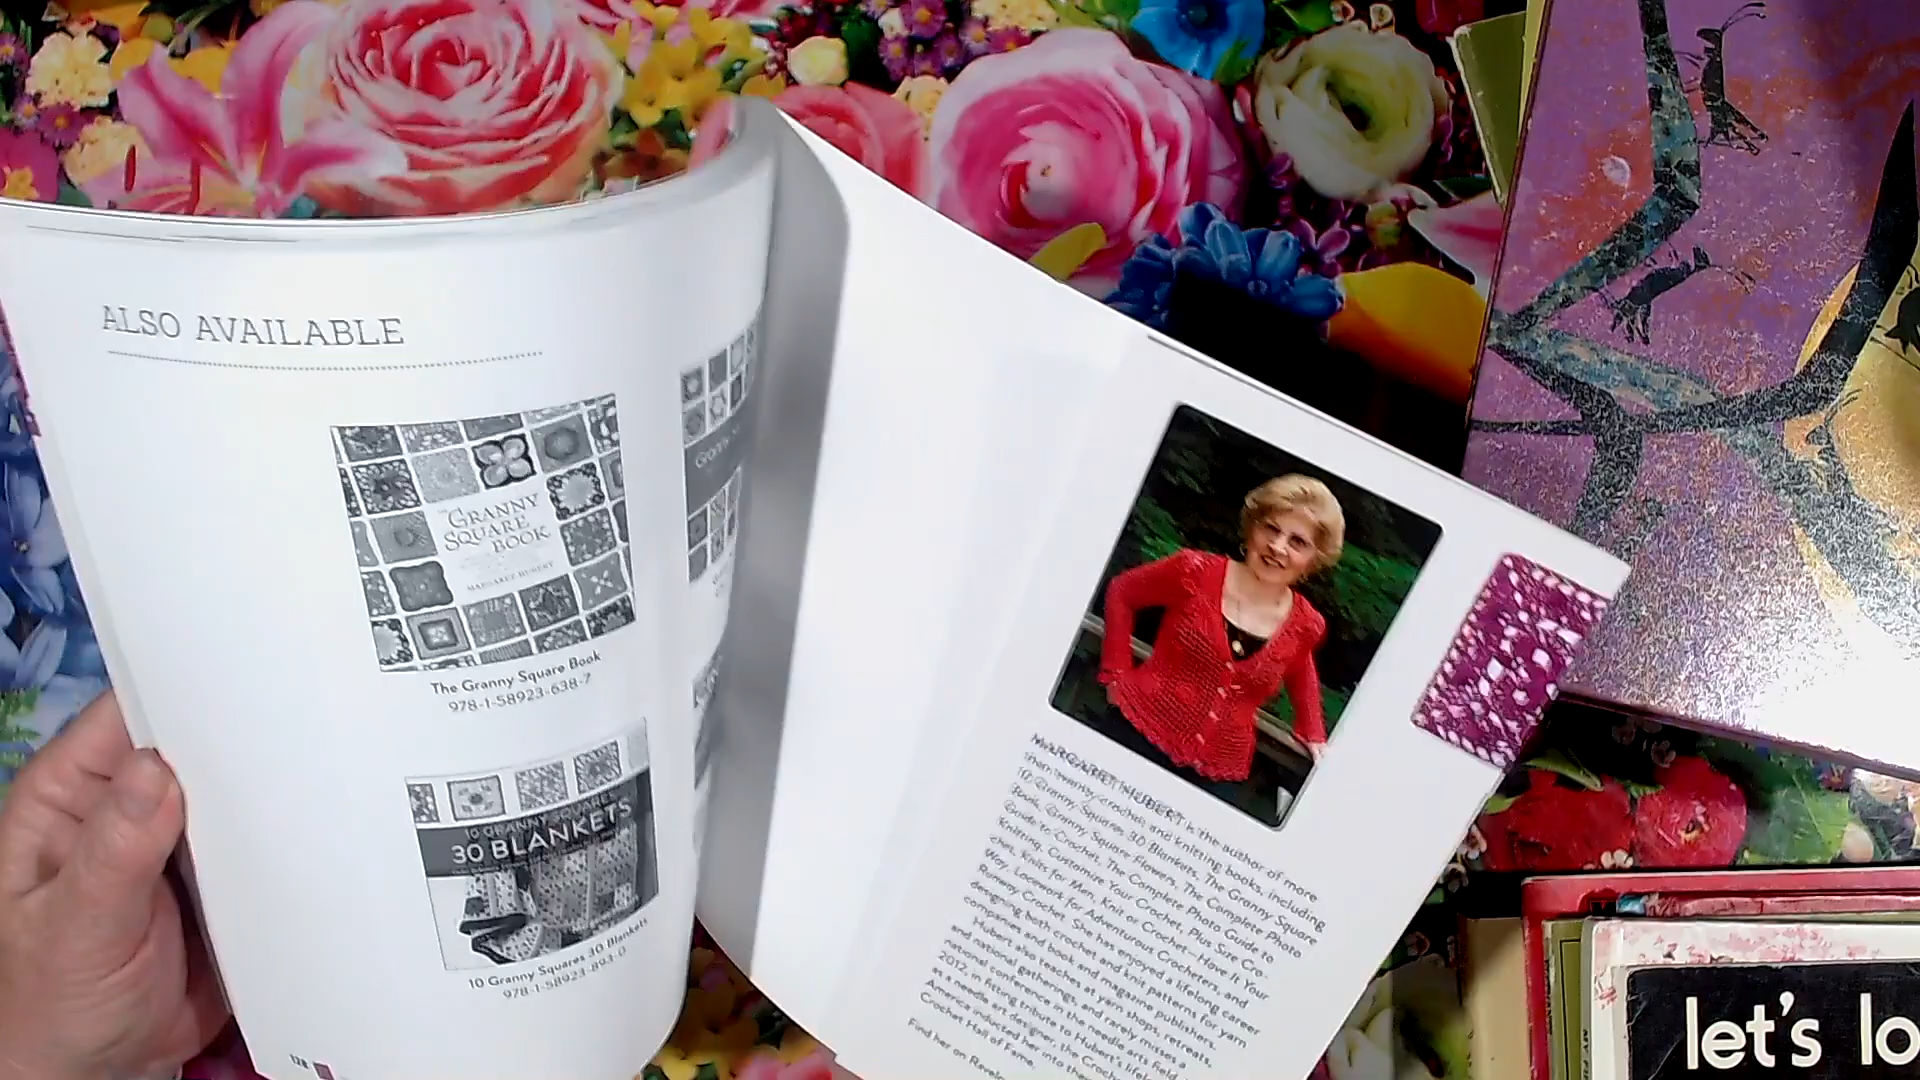 ALSO AVAILABLE
THE
GRANNY
SQUARE
BOOK
MARGARET HUBERT
The Granny Square Book
978-1-58923-638-7
10 GRANNY SQUARES
30 BLANKETS
10 Granny Squares 30 Blankets
978-1-58923-893-0
128
MARGARET HUBERT is the author of more
than twenty crochet and knitting books, including
10 Granny Squares 30 Blankets, The Granny Square
Book, Granny Square Flowers, The Complete Photo
Guide to Crochet, The Complete Photo Guide to
Knitting, Customize Your Crochet, Plus Size Cro-
chet, Knits for Men, Knit or Crochet—Have It Your
Way, Lacework for Adventurous Crocheters, and
Runway Crochet. She has enjoyed a lifelong career
designing both crochet and knit patterns for yarn
companies and book and magazine publishers.
Hubert also teaches at yarn shops, retreats,
and national gatherings, and rarely misses a
national conference in the needle arts field. In
2012, in fitting tribute to Hubert's
as a needle art designer, the
America inducted her into
Crochet Hall of Fame.
Find her on
let's lo